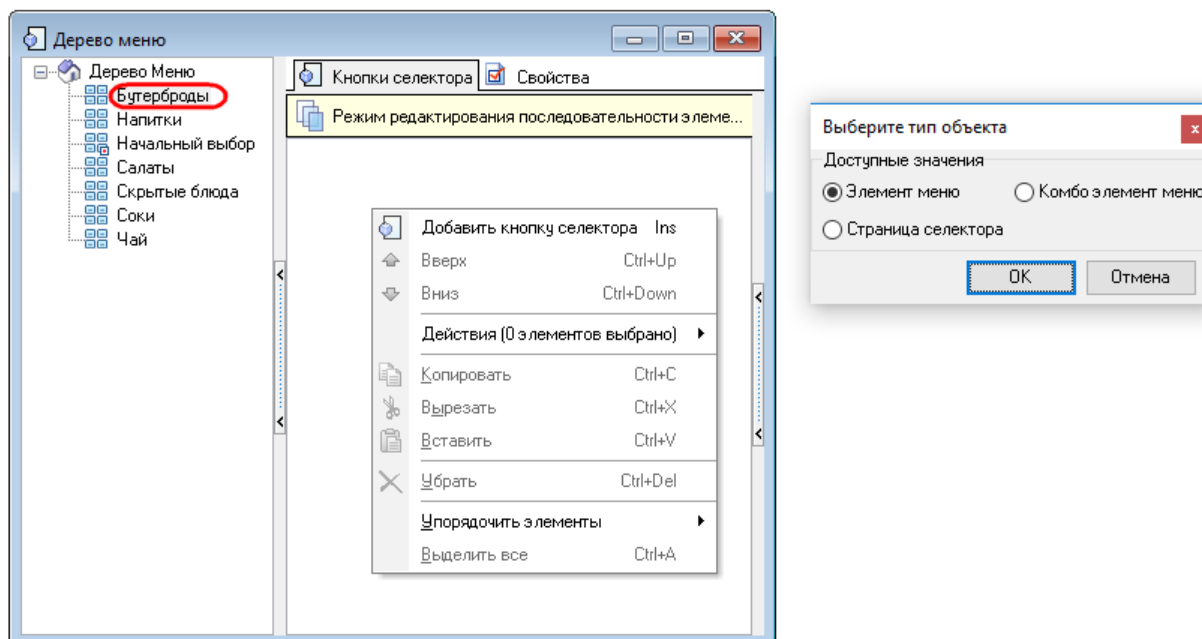 Дерево меню
Дерево Меню
Бутерброды
Напитки
Начальный выбор
Салаты
Скрытые блюда
Соки
Чай
Кнопки селектора
Свойства
Режим редактирования последовательности элеме...
Добавить кнопку селектора Ins
Вверх Ctrl+Up
Вниз Ctrl+Down
Действия (0 элементов выбрано)
Копировать Ctrl+C
Вырезать Ctrl+X
Вставить Ctrl+V
Убрать Ctrl+Del
Упорядочить элементы
Выделить все Ctrl+A
Выберите тип объекта
Доступные значения
Элемент меню Комбо элемент меню
Страница селектора
OK Отмена